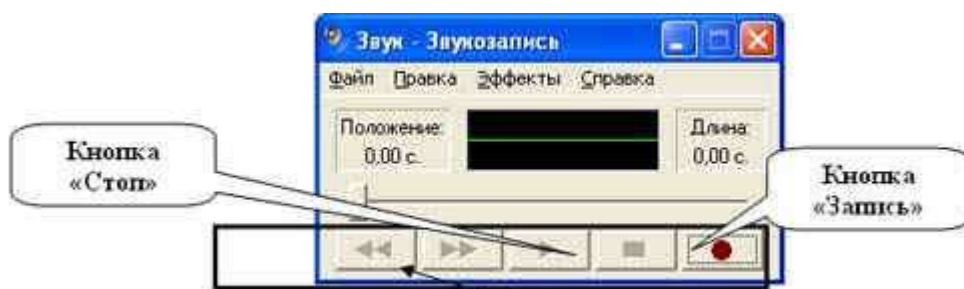 Звук - Звукозапись
Файл Правка Эффекты Справка
Положение:
0,00 с.
Длина:
0,00 с.
Кнопка
«Стоп»
Кнопка
«Запись»